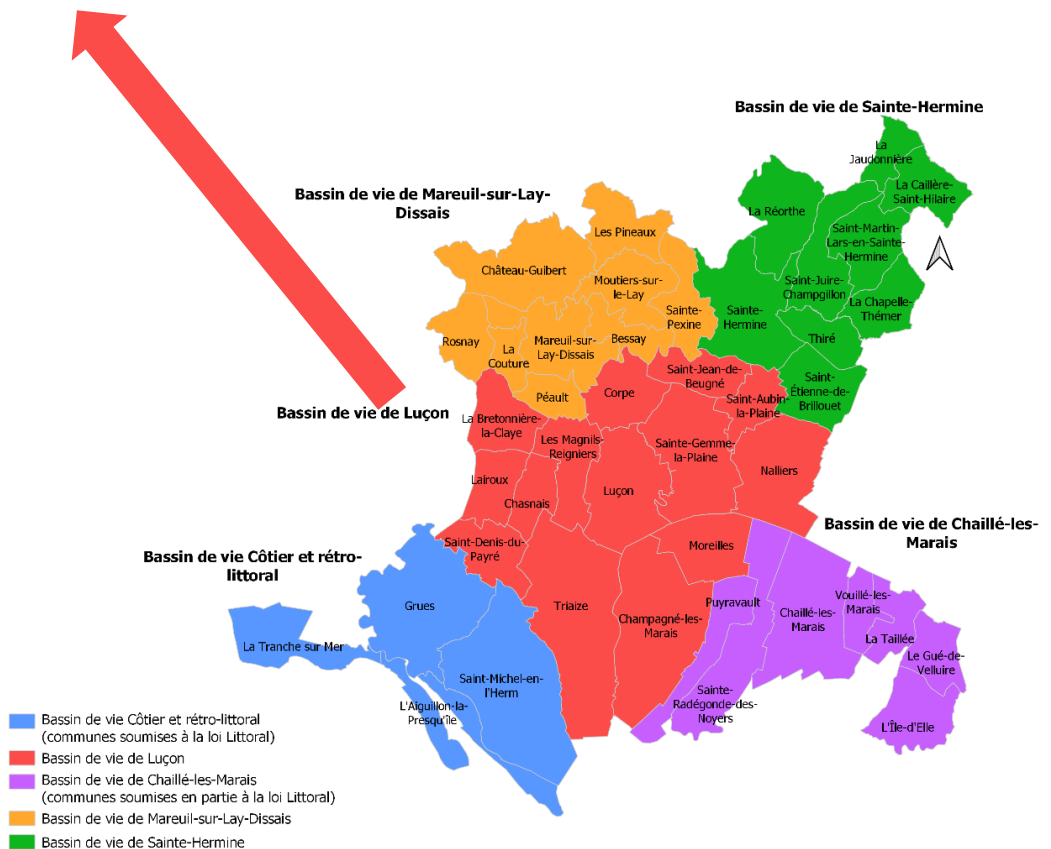 Bassin de vie de Sainte-Hermine
La
Jaudonnière
La Caillère-
Saint-Hilaire
Bassin de vie de Mareuil-sur-Lay-
Dissais
La Réorthe
Les Pineaux
Saint-Martin-
Lars-en-Sainte-
Hermine
Château-Guibert
Moutiers-sur-
le-Lay
Saint-Juire-
Champgillon
La Chapelle-
Thémer
Sainte-
Pexine
Sainte-
Hermine
Rosnay
La
Couture
Mareuil-sur-
Lay-Dissais
Bessay
Thiré
Saint-Jean-de-
Beugné
Saint-
Étienne-de-
Brillouet
Péault
Corpe
Saint-Aubin-
la-Plaine
Bassin de vie de Luçon
La Bretonnière-
la-Claye
Les Magnils-
Reigniers
Sainte-Gemme-
la-Plaine
Nalliers
Lairoux
Chasnais
Luçon
Bassin de vie de Chaillé-les-
Marais
Bassin de vie Côtier et rétro-
littoral
Saint-Denis-du-
Payré
Moreilles
Grues
Triaize
Champagné-les-
Marais
Puyravault
Chaillé-les-
Marais
Vouillé-les-
Marais
La Taillée
Le Gué-de-
Velluire
La Tranche sur Mer
Saint-Michel-en-
l'Herm
L'Aiguillon-la-
Presqu'île
Sainte-
Radégonde-des-
Noyers
L'Île-d'Elle
Bassin de vie Côtier et rétro-littoral
(communes soumises à la loi Littoral)
Bassin de vie de Luçon
Bassin de vie de Chaillé-les-Marais
(communes soumises en partie à la loi Littoral)
Bassin de vie de Mareuil-sur-Lay-Dissais
Bassin de vie de Sainte-Hermine